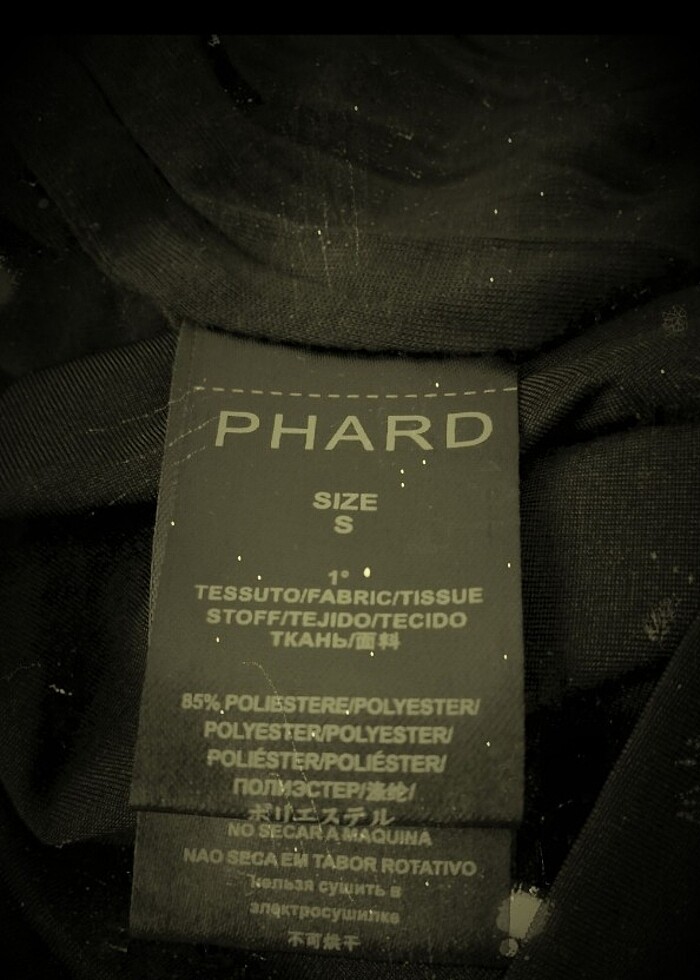 PHARD
SIZE
S
1°
TESSUTO/FABRIC/TISSUE
STOFF/TEJIDO/TECIDO
ТКАНЬ/面料
85% POLIESTERE/POLYESTER/
POLYESTER/POLYESTER/
POLIÉSTER/POLIÉSTER/
ПОЛИЭСТЕР/涤纶/
ポリエステル
NO SECAR A MAQUINA
NAO SECA EM TABOR ROTATIVO
нельзя сушить в
электросушилке
不可烘干